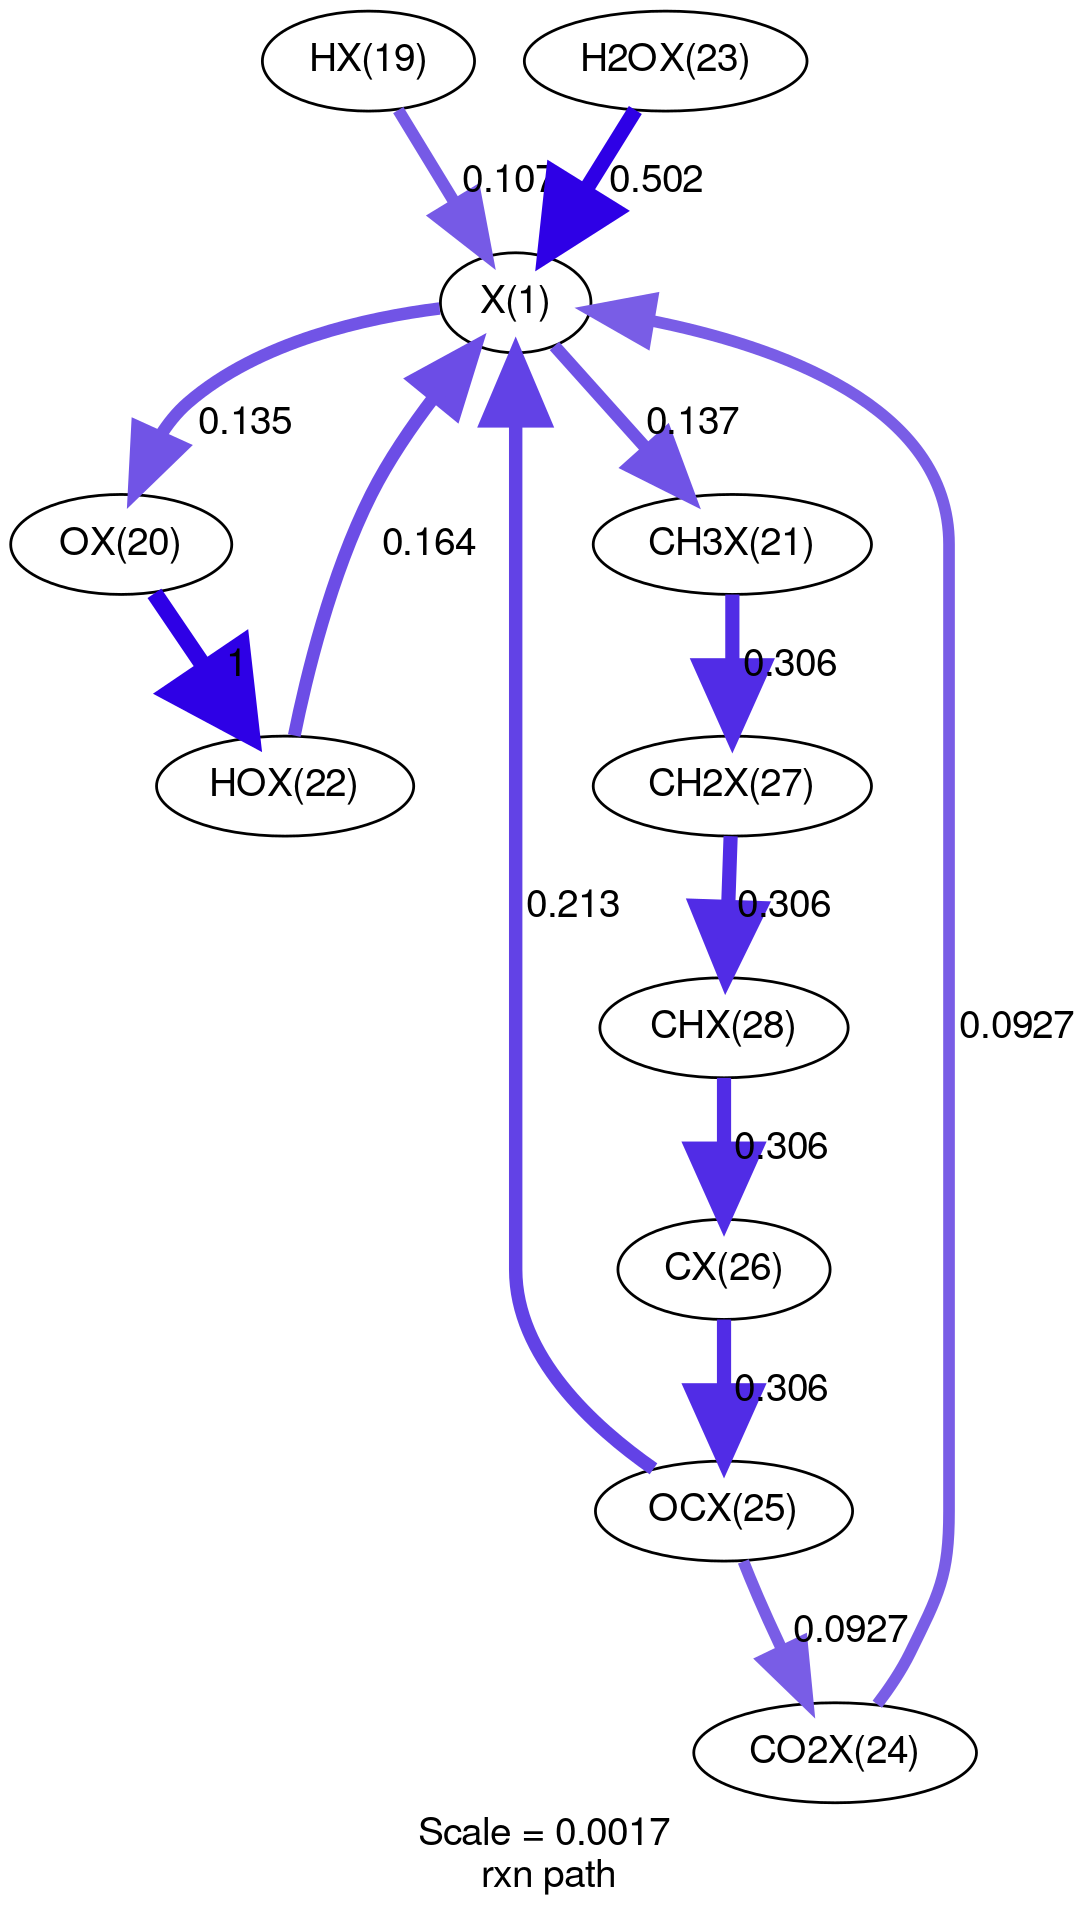 HX(19)
H2OX(23)
0.107
0.502
X(1)
0.135
0.137
OX(20)
0.164
CH3X(21)
1
0.306
HOX(22)
CH2X(27)
0.213
0.306
CHX(28)
0.0927
0.306
CX(26)
0.306
OCX(25)
0.0927
CO2X(24)
Scale = 0.0017
rxn path